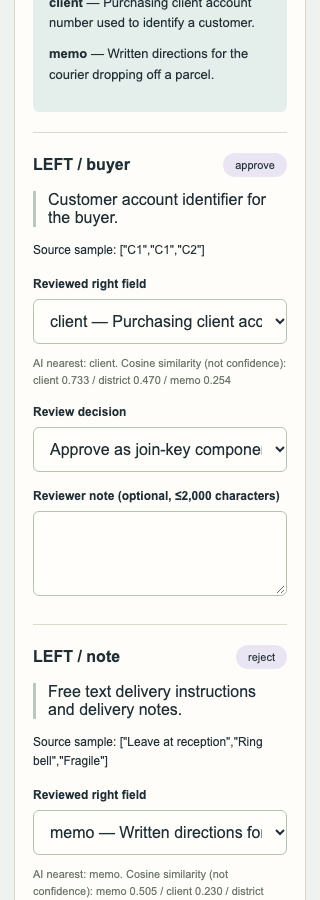 client — Purchasing client account
number used to identify a customer.
memo — Written directions for the
courier dropping off a parcel.
LEFT / buyer
approve
Customer account identifier for
the buyer.
Source sample: ["C1","C1","C2"]
Reviewed right field
client — Purchasing client acc
AI nearest: client. Cosine similarity (not confidence):
client 0.733 / district 0.470 / memo 0.254
Review decision
Approve as join-key compone
Reviewer note (optional, ≤2,000 characters)
LEFT / note
reject
Free text delivery instructions
and delivery notes.
Source sample: ["Leave at reception","Ring
bell","Fragile"]
Reviewed right field
memo — Written directions fo
AI nearest: memo. Cosine similarity (not
confidence): memo 0.505 / client 0.230 / district